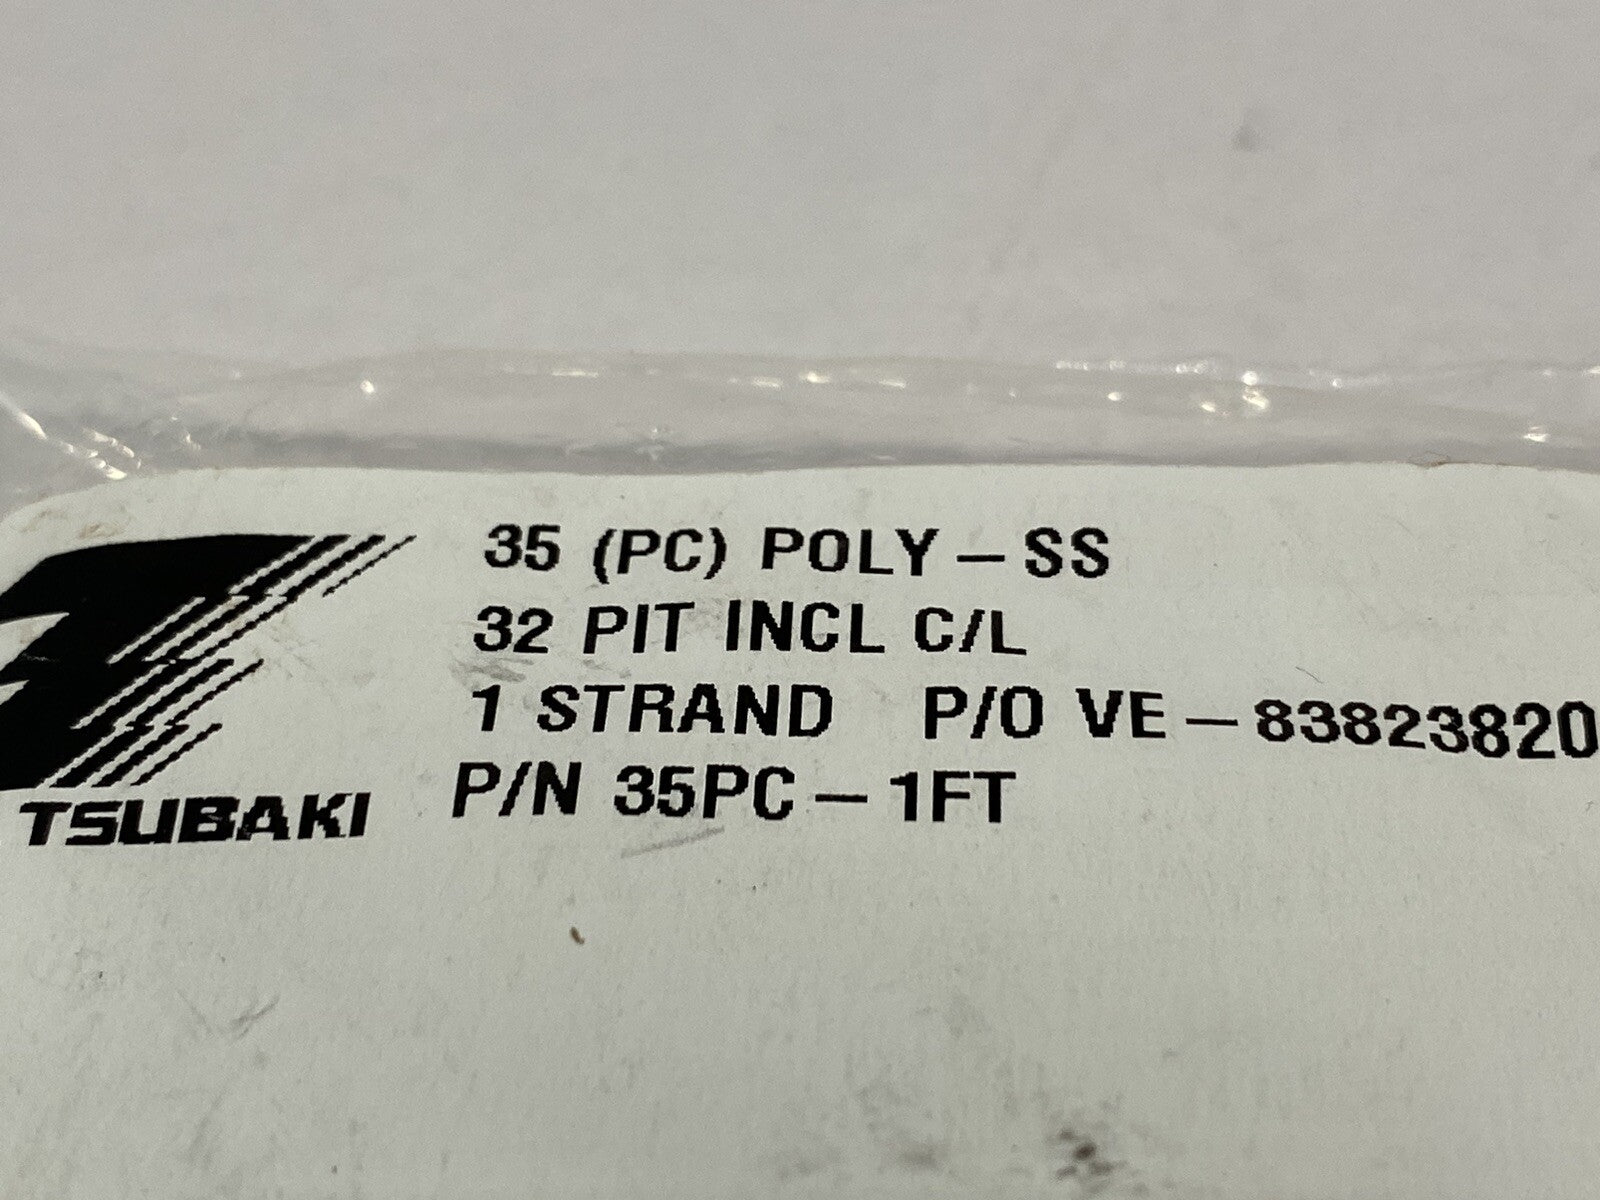 35 (PC) POLY-SS
32 PIT INCL C/L
1 STRAND P/O VE-83823820
P/N 35PC-1FT
TSUBAKI